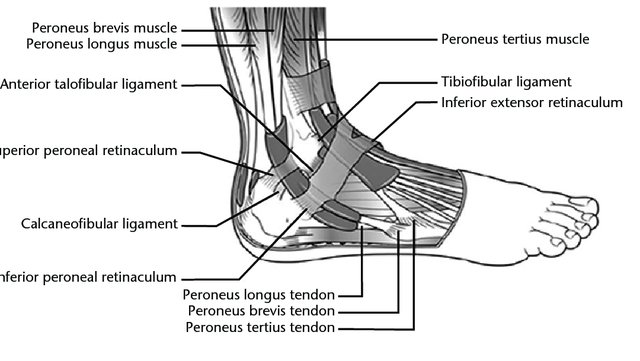 Peroneus brevis muscle
Peroneus longus muscle
Anterior talofibular ligament
uperior peroneal retinaculum
Calcaneofibular ligament
nferior peroneal retinaculum
Peroneus longus tendon
Peroneus brevis tendon
Peroneus tertius tendon
Peroneus tertius muscle
Tibiofibular ligament
Inferior extensor retinaculum